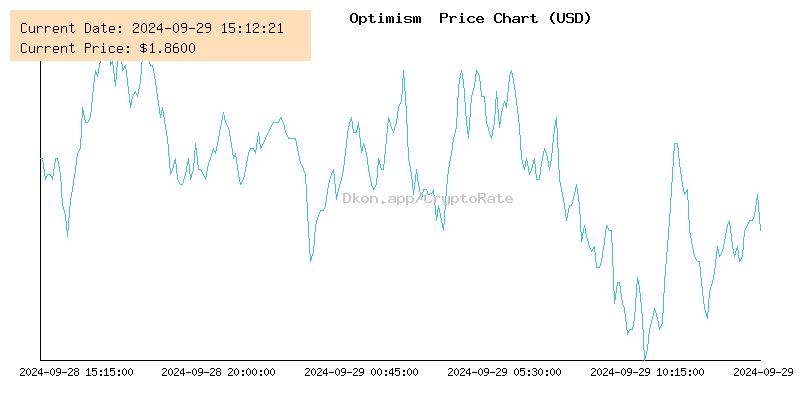 Optimism  Price Chart (USD)
Current Date: 2024-09-29 15:12:21
Current Price: $1.8600
Dkon.app/CryptoRate
2024-09-28 15:15:00 2024-09-28 20:00:00 2024-09-29 00:45:00 2024-09-29 05:30:00 2024-09-29 10:15:00 2024-09-29